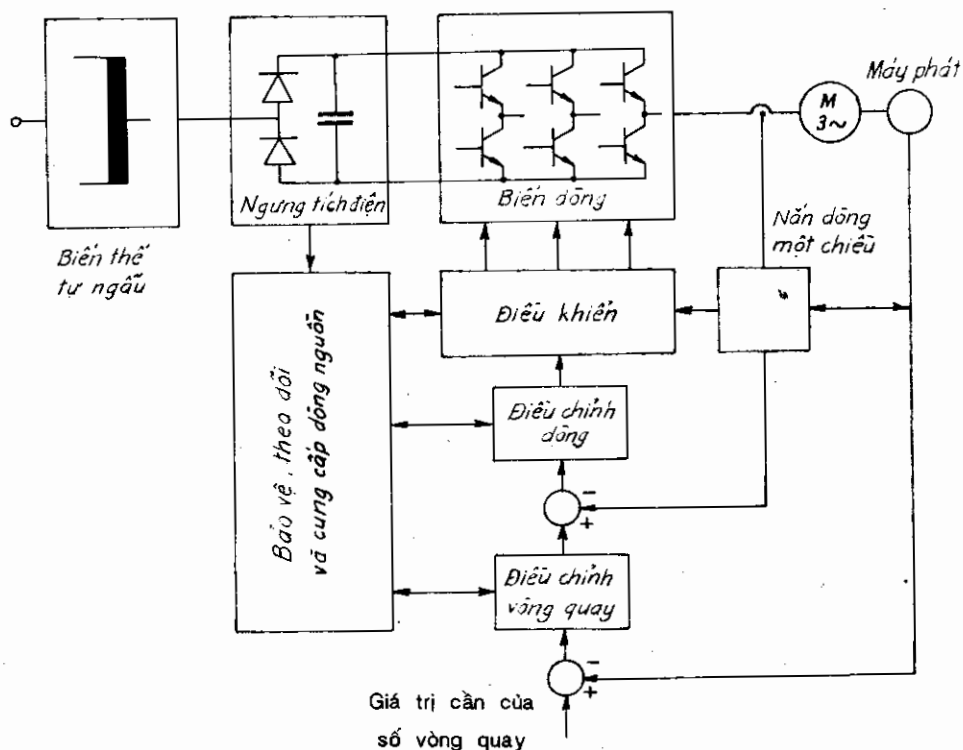 Máy phát
M
3~
Ngưng tích điện
Biến dòng
Biến thế
tự ngẫu
Nắn dòng
một chiều
Điều khiển
Bảo vệ, theo dõi
và cung cấp dòng nguồn
Điều chỉnh
dòng
−
+
Điều chỉnh
vòng quay
−
+
Giá trị cần của
số vòng quay